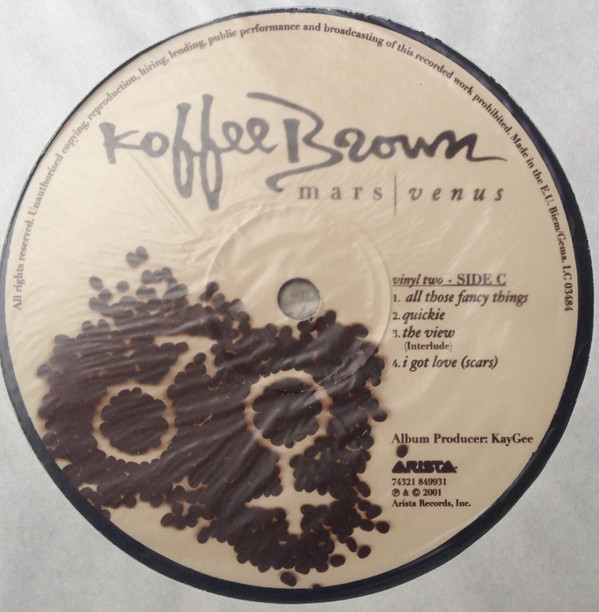 All rights reserved. Unauthorised copying, reproduction, hiring, lending, public performance and broadcasting of this recorded work prohibited. Made in the E.U. Biem/Gema. LC 03484
Koffee Brown
mars | venus
vinyl two - SIDE C
1. all those fancy things
2. quickie
3. the view
(Interlude)
4. i got love (scars)
Album Producer: KayGee
ARISTA
74321 849931
℗ & © 2001
Arista Records, Inc.